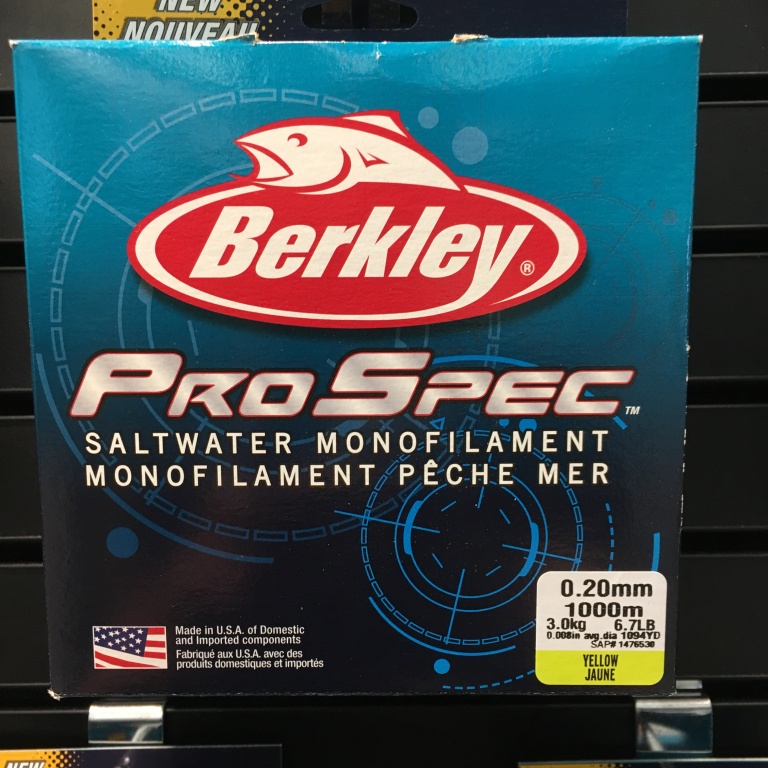 NEW
NOUVEAU
Berkley®
PROSPEC™
SALTWATER MONOFILAMENT
MONOFILAMENT PÊCHE MER
Made in U.S.A. of Domestic
and Imported components
Fabriqué aux U.S.A. avec des
produits domestiques et importés
0.20mm
1000m
3.0kg 6.7LB
0.008in avg.dia 1094YD
SAP# 1476530
YELLOW
JAUNE
NEW
NEW